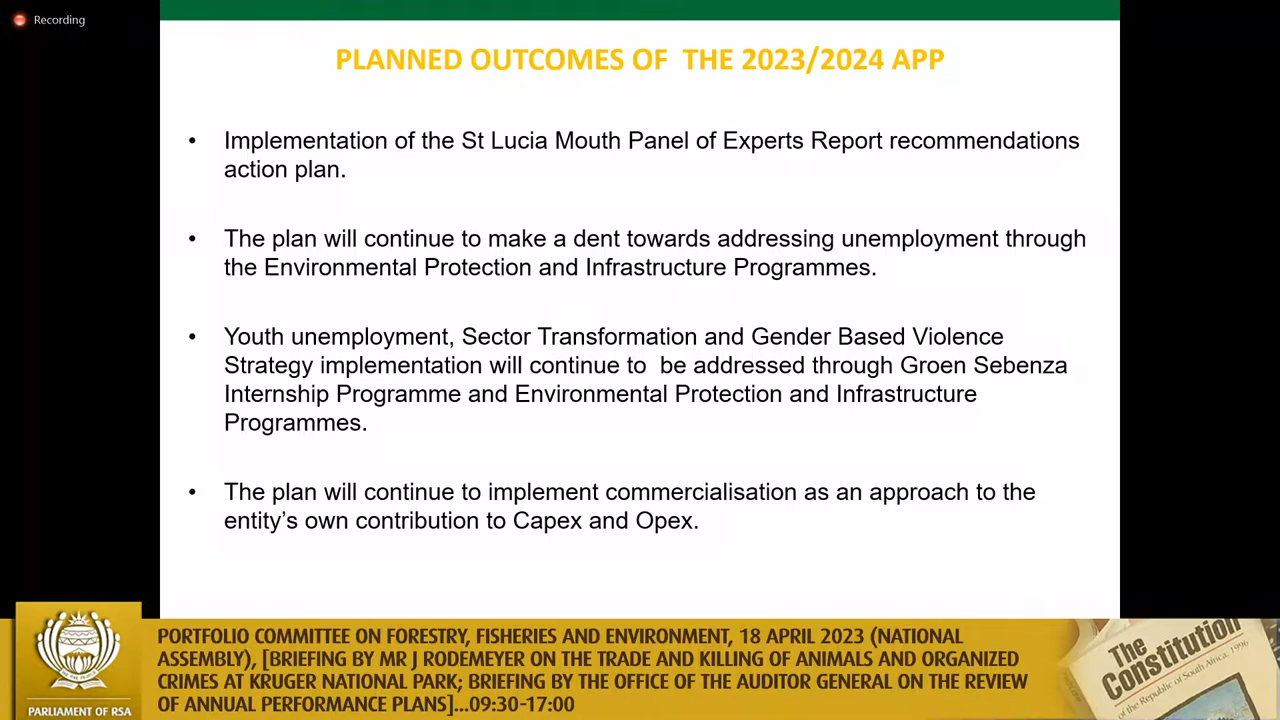 Recording
PLANNED OUTCOMES OF THE 2023/2024 APP
• Implementation of the St Lucia Mouth Panel of Experts Report recommendations
action plan.
• The plan will continue to make a dent towards addressing unemployment through
the Environmental Protection and Infrastructure Programmes.
• Youth unemployment, Sector Transformation and Gender Based Violence
Strategy implementation will continue to be addressed through Groen Sebenza
Internship Programme and Environmental Protection and Infrastructure
Programmes.
• The plan will continue to implement commercialisation as an approach to the
entity’s own contribution to Capex and Opex.
PORTFOLIO COMMITTEE ON FORESTRY, FISHERIES AND ENVIRONMENT, 18 APRIL 2023 (NATIONAL
ASSEMBLY), [BRIEFING BY MR J RODEMEYER ON THE TRADE AND KILLING OF ANIMALS AND ORGANIZED
CRIMES AT KRUGER NATIONAL PARK; BRIEFING BY THE OFFICE OF THE AUDITOR GENERAL ON THE REVIEW
OF ANNUAL PERFORMANCE PLANS]...09:30-17:00
PARLIAMENT OF RSA
The
Constitution
of the Republic of South Africa, 1996